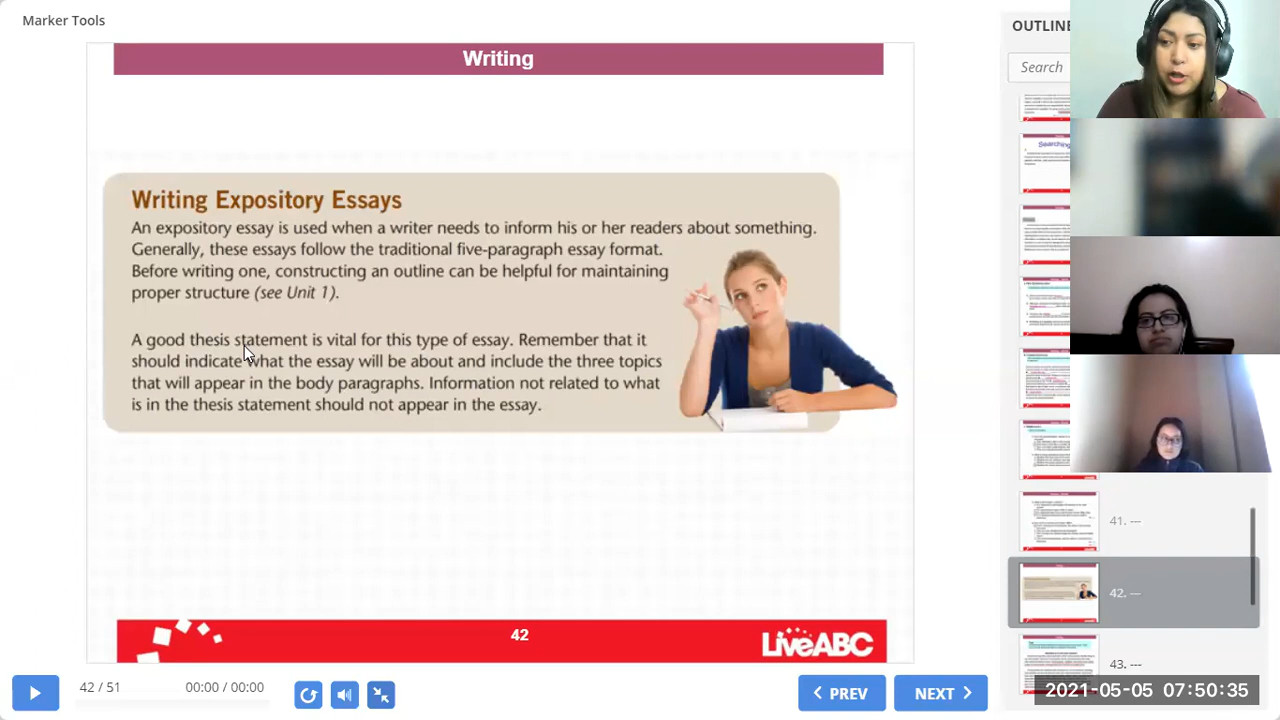 Marker Tools
OUTLINE
Writing
Search
Searching
Writing Expository Essays
An expository essay is used when a writer needs to inform his or her readers about something.
Generally, these essays follow the traditional five-paragraph essay format.
Before writing one, constructing an outline can be helpful for maintaining
proper structure (see Unit
A good thesis statement is vital for this type of essay. Remember that it
should indicate what the essay will be about and include the three topics
that will appear in the body paragraphs. Information not related to what
is in the thesis statement should not appear in the essay.
41. ---
42. ---
43. ---
42
LiveABC
42 / 51
00:00 / 00:00
PREV
NEXT
2021-05-05 07:50:35